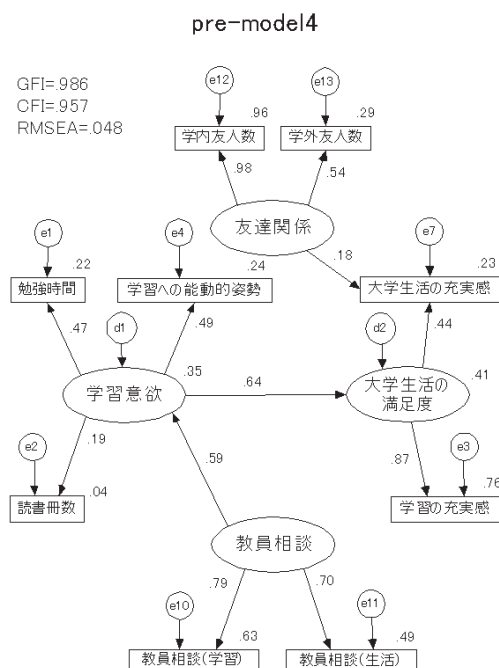 pre-model4
GFI=.986
CFI=.957
RMSEA=.048
e12
e13
.96
.29
学内友人数
学外友人数
.98
.54
友達関係
e1
e4
.18
e7
.22
.24
.23
勉強時間
学習への能動的姿勢
大学生活の充実感
.47
d1
.49
d2
.44
.35
.41
学習意欲
.64
大学生活の
満足度
e2
.19
.59
.87
e3
.04
.76
読書冊数
学習の充実感
教員相談
.79
.70
e10
.63
e11
.49
教員相談(学習)
教員相談(生活)